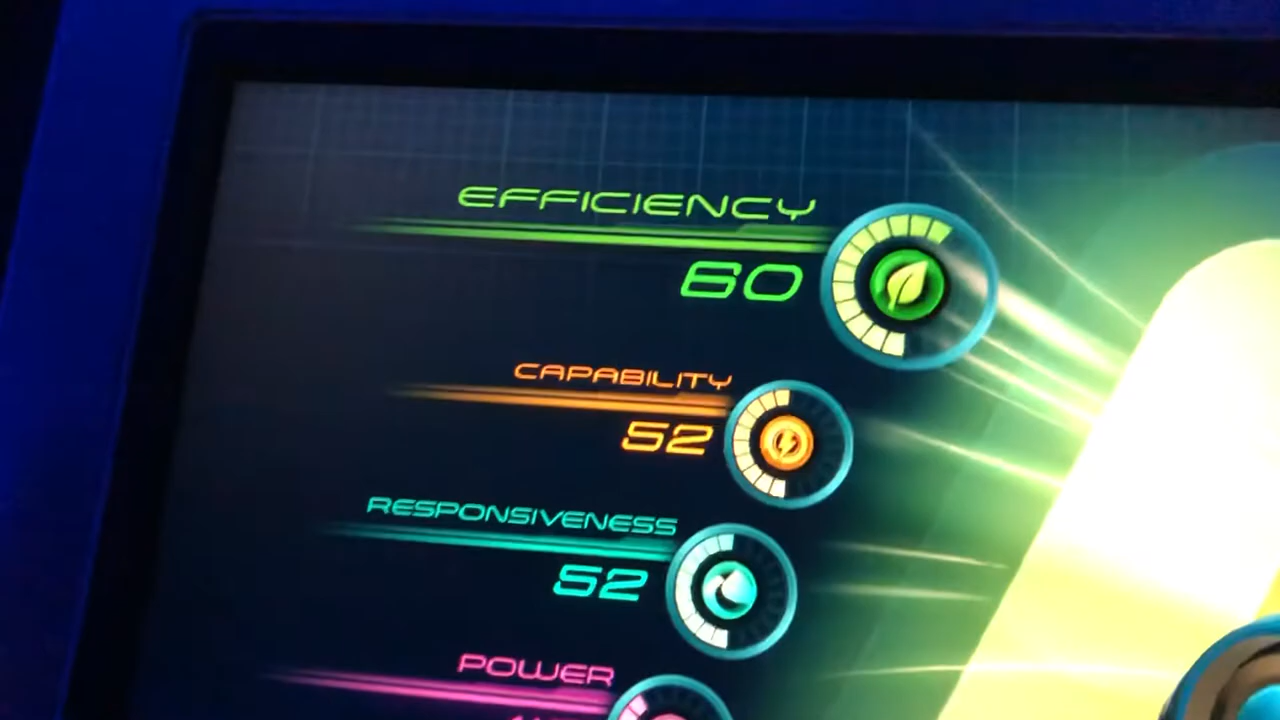 EFFICIENCY
60
CAPABILITY
52
RESPONSIVENESS
52
POWER